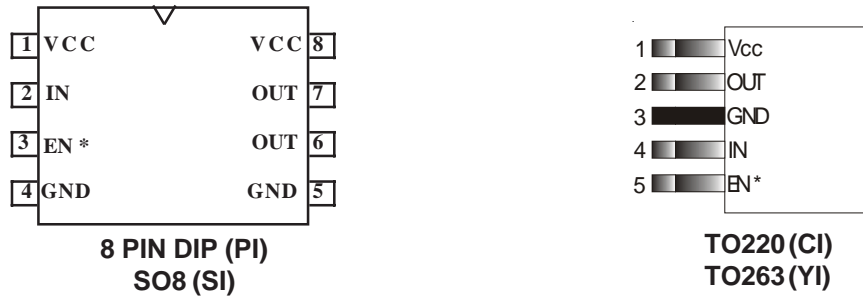 1 VCC VCC 8
2 IN OUT 7
3 EN * OUT 6
4 GND GND 5
8 PIN DIP (PI)
SO8 (SI)
1 Vcc
2 OUT
3 GND
4 IN
5 EN *
TO220 (CI)
TO263 (YI)